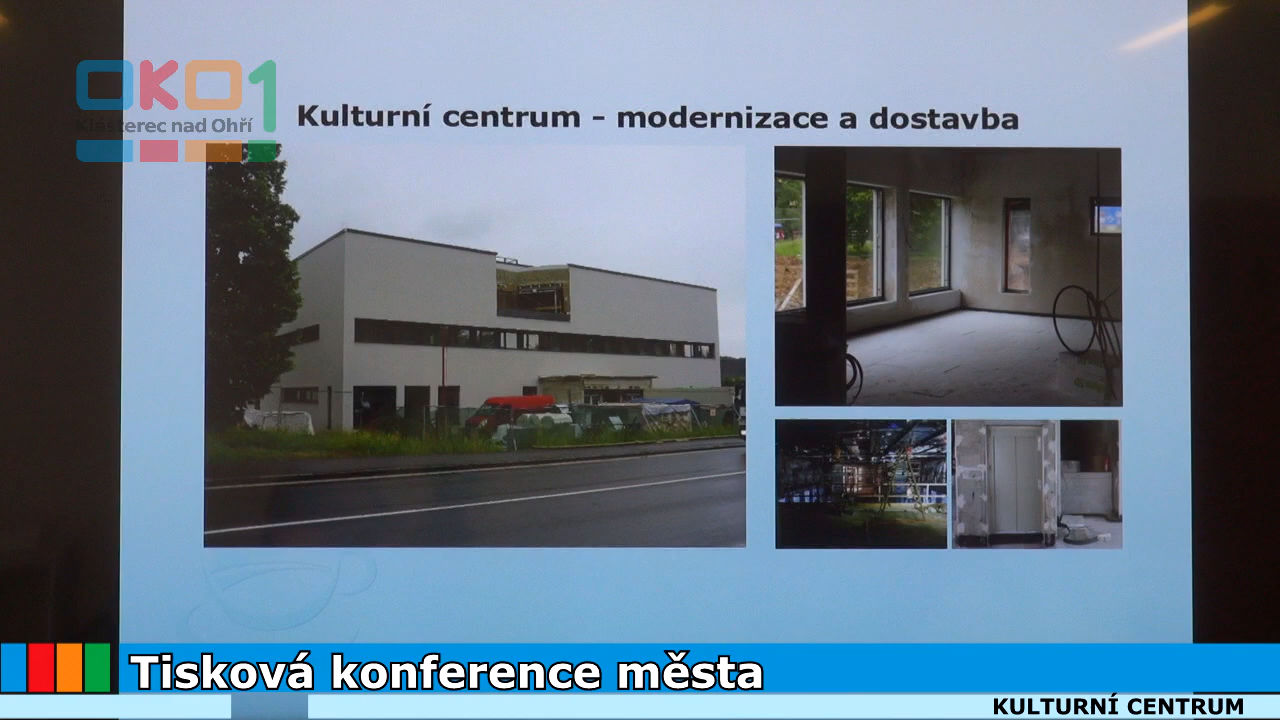 OKO1
Klášterec nad Ohří
Kulturní centrum - modernizace a dostavba
Tisková konference města
KULTURNÍ CENTRUM